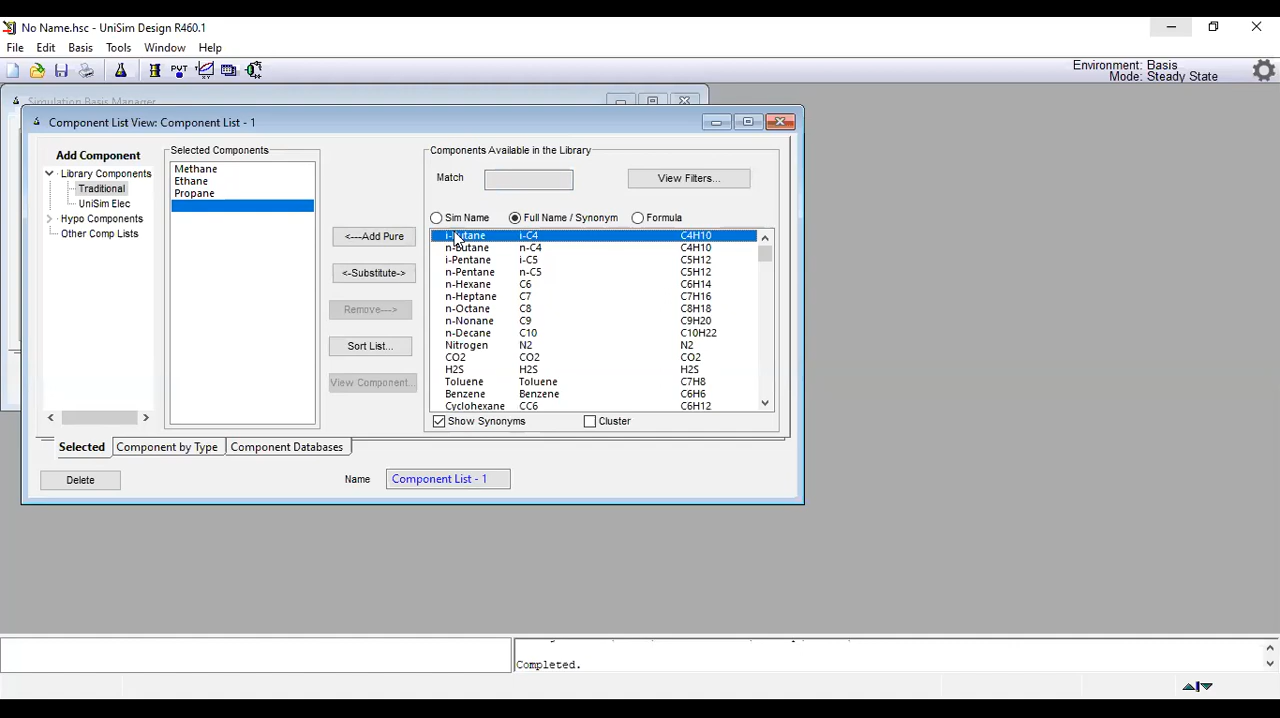 No Name.hsc - UniSim Design R460.1
File Edit Basis Tools Window Help
Environment: Basis
Mode: Steady State
Simulation Basis Manager
Component List View: Component List - 1
Add Component
Library Components
Traditional
UniSim Elec
Hypo Components
Other Comp Lists
Selected Components
Methane
Ethane
Propane
<---Add Pure
<-Substitute->
Remove--->
Sort List...
View Component...
Components Available in the Library
Match
View Filters...
Sim Name Full Name / Synonym Formula
i-Butane i-C4 C4H10
n-Butane n-C4 C4H10
i-Pentane i-C5 C5H12
n-Pentane n-C5 C5H12
n-Hexane C6 C6H14
n-Heptane C7 C7H16
n-Octane C8 C8H18
n-Nonane C9 C9H20
n-Decane C10 C10H22
Nitrogen N2 N2
CO2 CO2 CO2
H2S H2S H2S
Toluene Toluene C7H8
Benzene Benzene C6H6
Cyclohexane CC6 C6H12
Show Synonyms Cluster
Selected Component by Type Component Databases
Delete
Name Component List - 1
Completed.